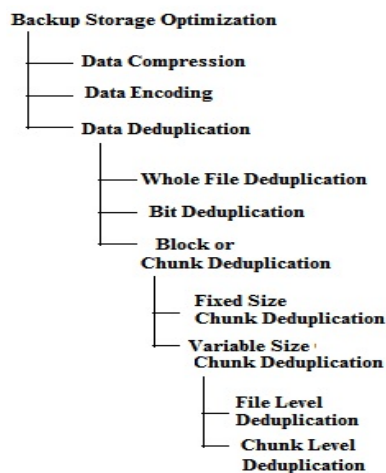 Backup Storage Optimization
Data Compression
Data Encoding
Data Deduplication
Whole File Deduplication
Bit Deduplication
Block or
Chunk Deduplication
Fixed Size
Chunk Deduplication
Variable Size
Chunk Deduplication
File Level
Deduplication
Chunk Level
Deduplication